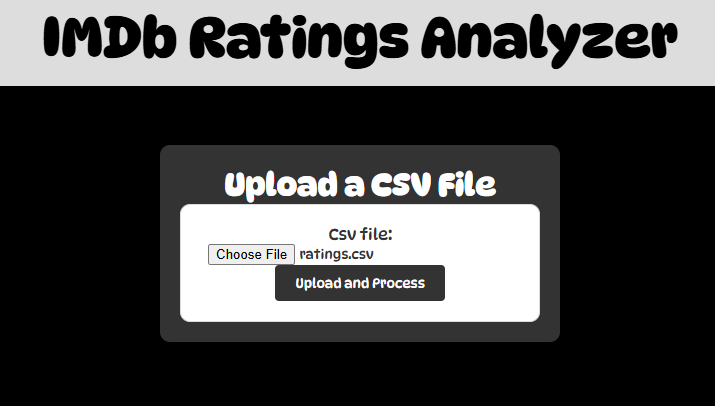 IMDb Ratings Analyzer
Upload a CSV File
Csv file:
Choose File ratings.csv
Upload and Process